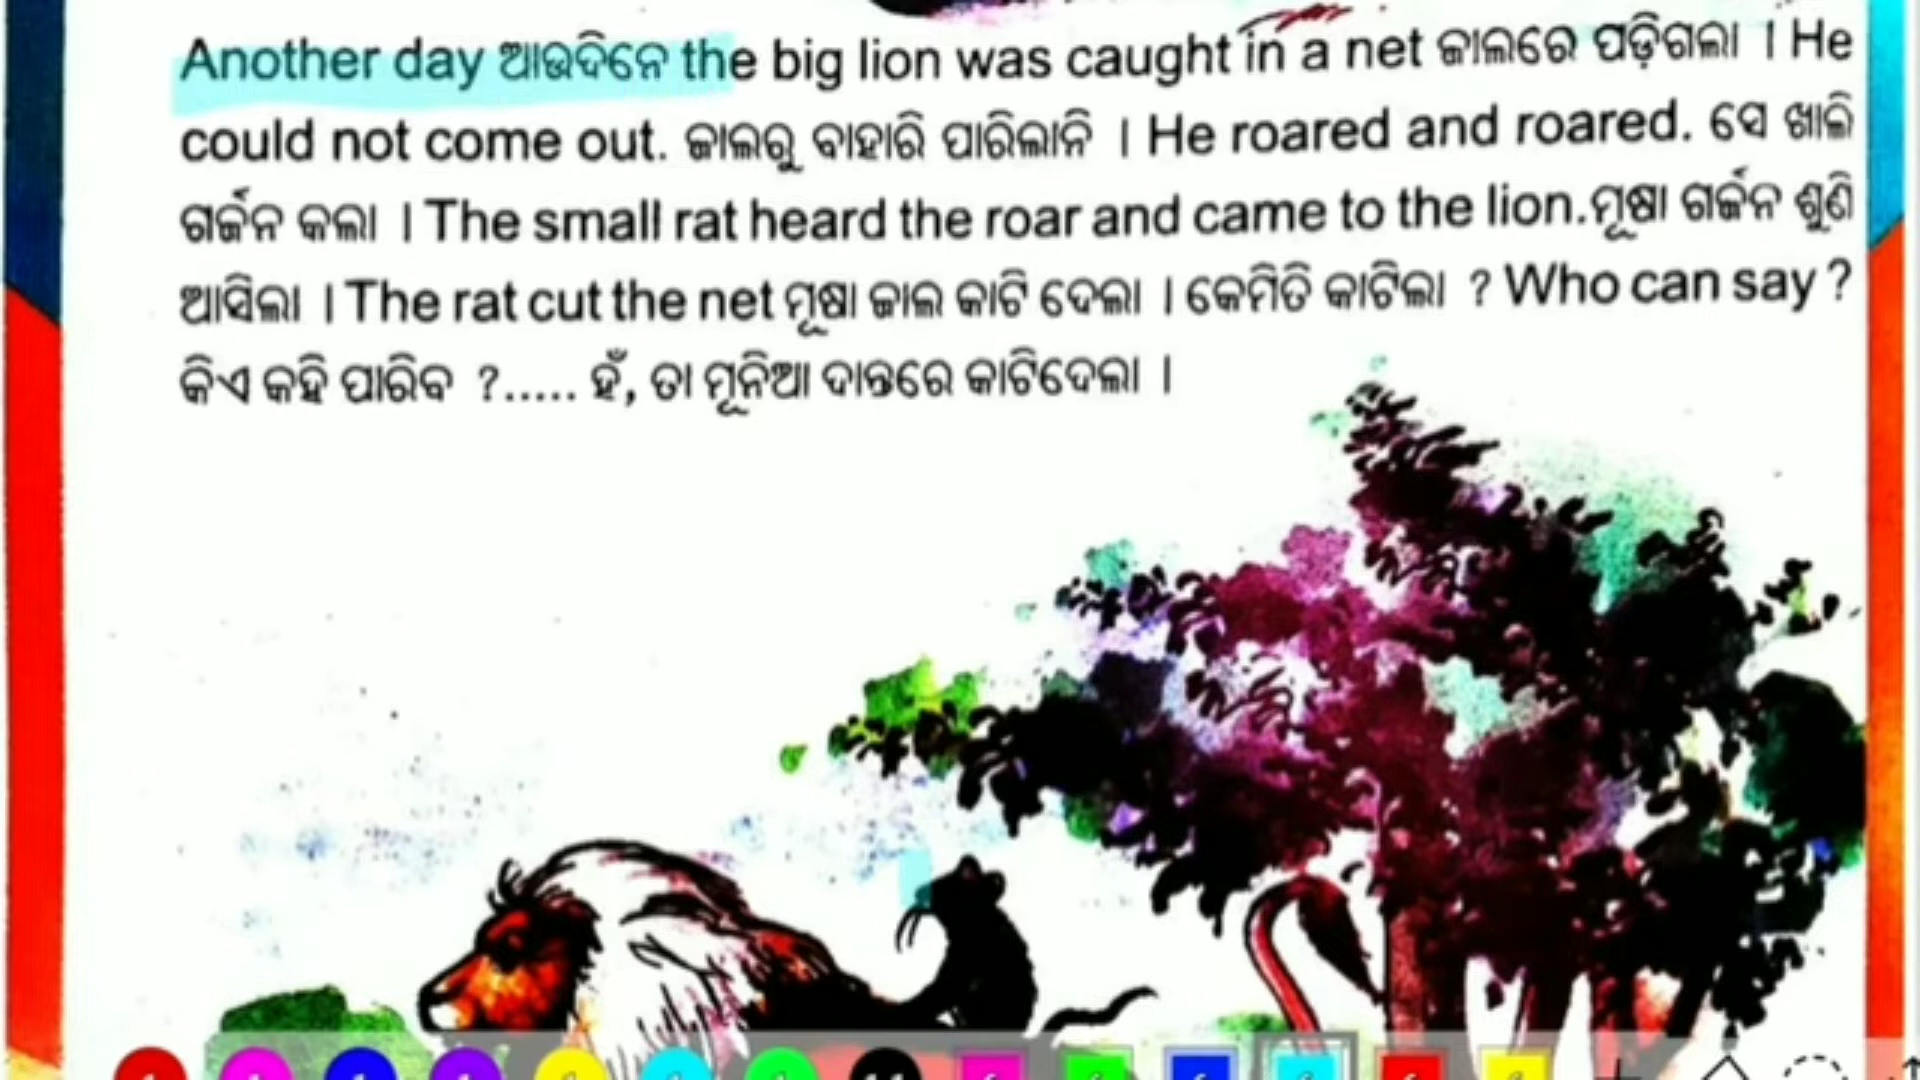 Another day ଆଉଦିନେ the big lion was caught in a net ଜାଲରେ ପଡ଼ିଗଲା । He
could not come out. ଜାଲରୁ ବାହାରି ପାରିଲାନି । He roared and roared. ସେ ଖାଲି
ଗର୍ଜନ କଲା । The small rat heard the roar and came to the lion.ମୂଷା ଗର୍ଜନ ଶୁଣି
ଆସିଲା । The rat cut the net ମୂଷା ଜାଲ କାଟି ଦେଲା । କେମିତି କାଟିଲା ? Who can say ?
କିଏ କହି ପାରିବ ?..... ହଁ, ତା ମୂନିଆ ଦାନ୍ତରେ କାଟିଦେଲା ।